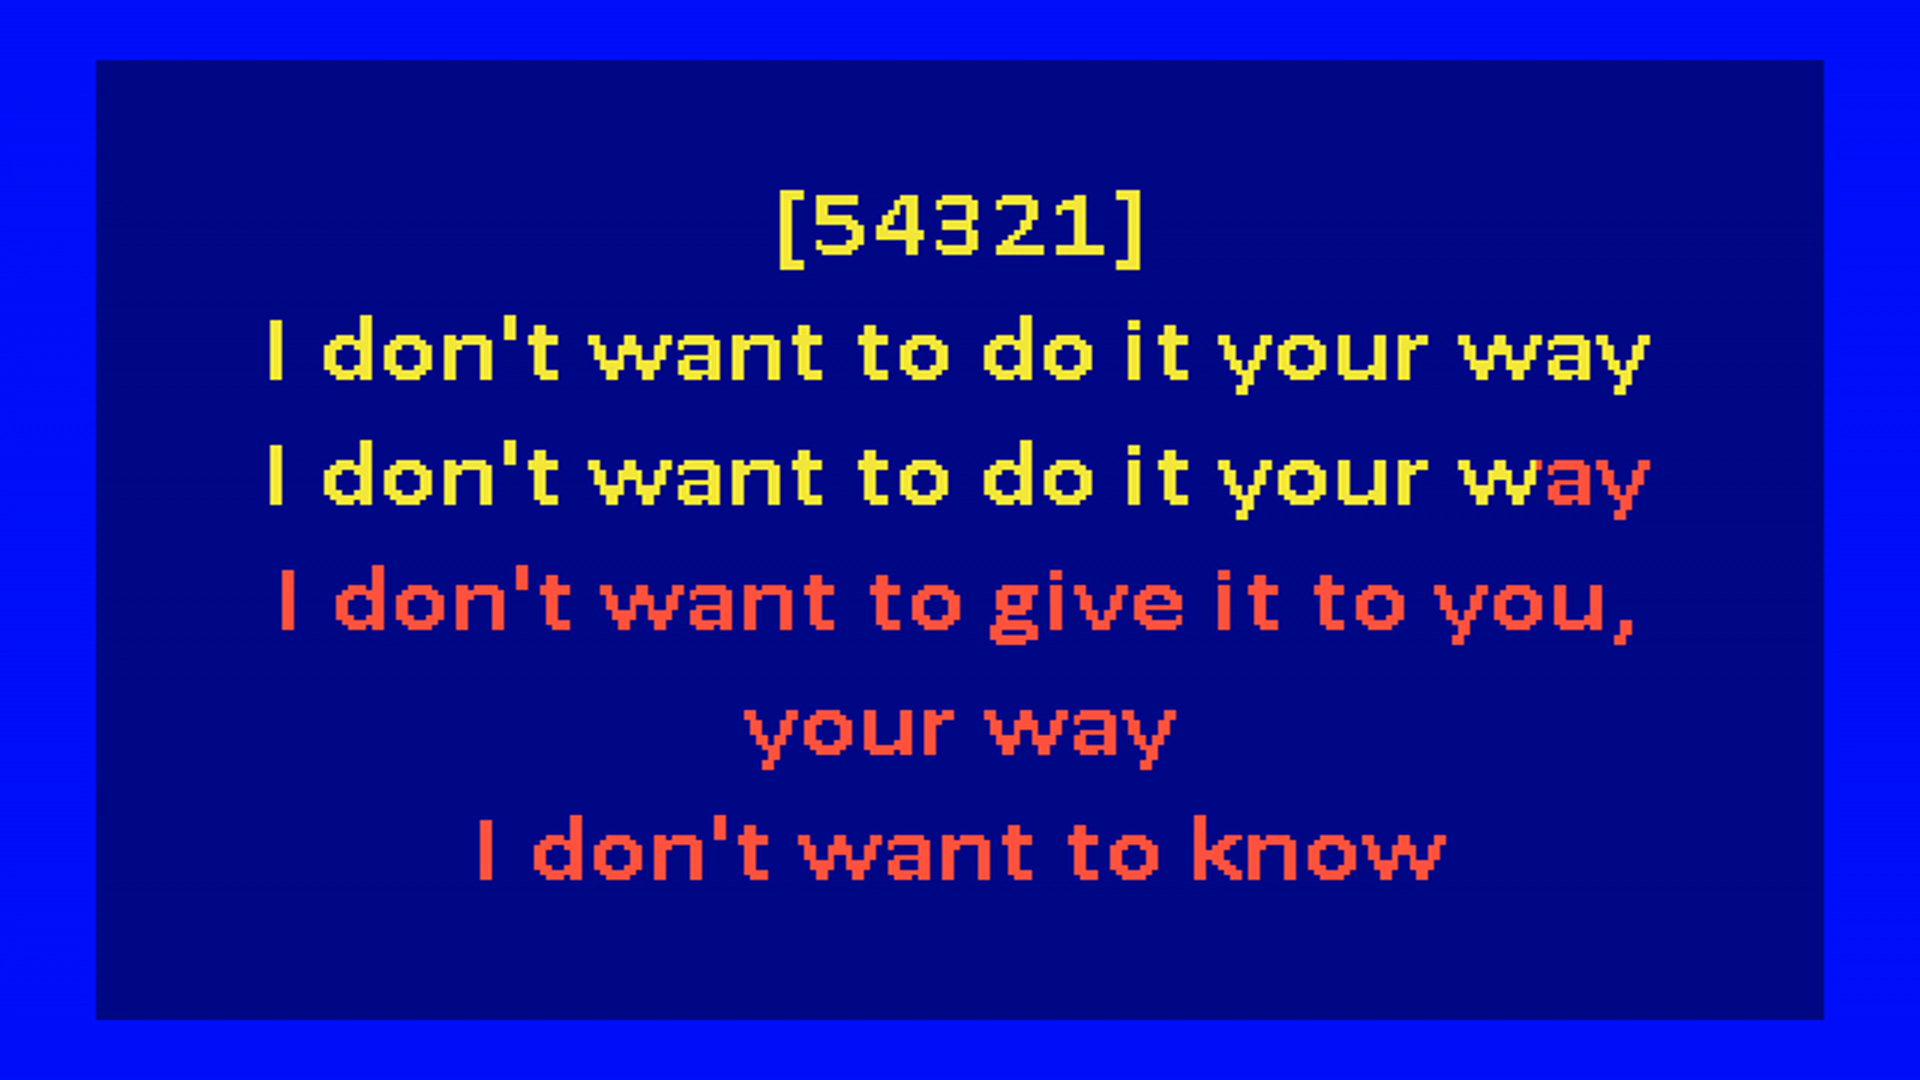 [54321]
I don't want to do it your way
I don't want to do it your way
I don't want to give it to you,
your way
I don't want to know